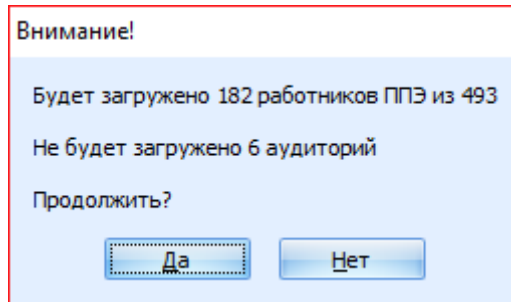 Внимание!
Будет загружено 182 работников ППЭ из 493
Не будет загружено 6 аудиторий
Продолжить?
Да
Нет